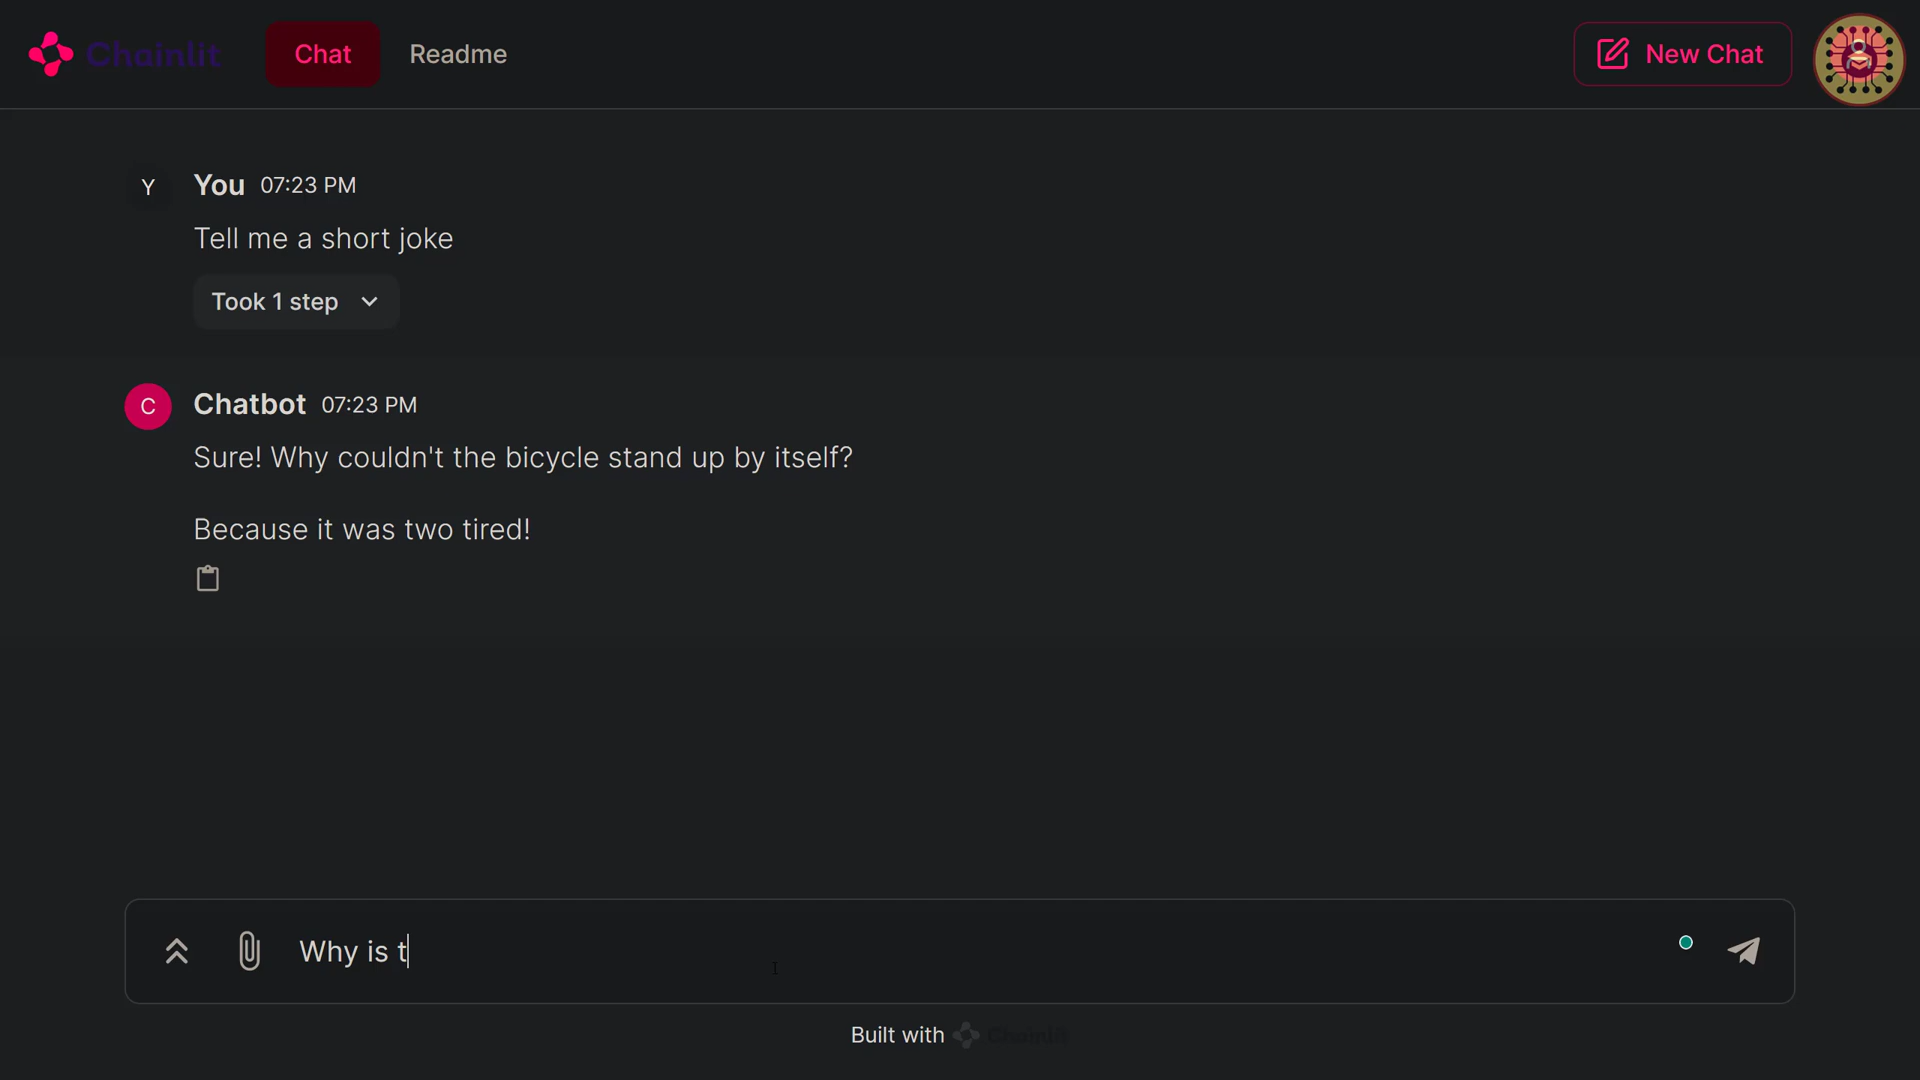 Chainlit
Chat
Readme
New Chat
Y
You 07:23 PM
Tell me a short joke
Took 1 step
C
Chatbot 07:23 PM
Sure! Why couldn't the bicycle stand up by itself?
Because it was two tired!
Why is t
Built with Chainlit